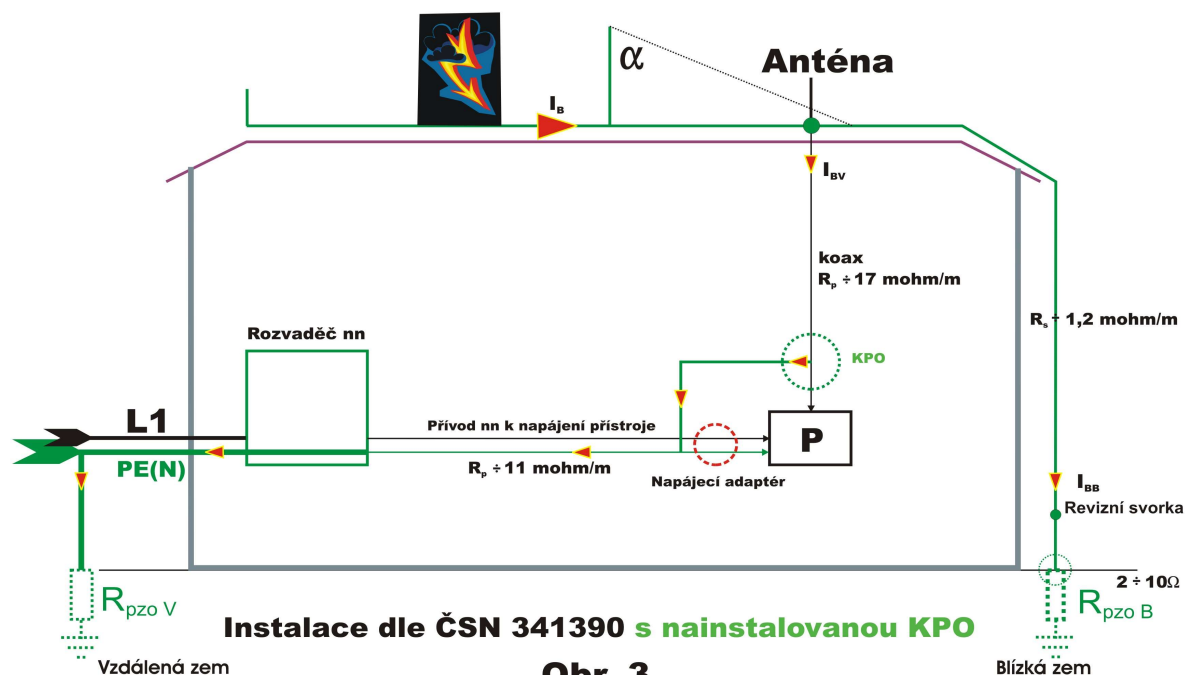 α
Anténa
I_B
I_BV
koax
R_p ÷ 17 mohm/m
R_s ÷ 1,2 mohm/m
Rozvaděč nn
KPO
L1
Přívod nn k napájení přístroje
P
PE(N)
R_p ÷ 11 mohm/m
Napájecí adaptér
I_BB
Revizní svorka
2 ÷ 10Ω
R_pzo V
R_pzo B
Instalace dle ČSN 341390 s nainstalovanou KPO
Vzdálená zem
Blízká zem
Obr. 3